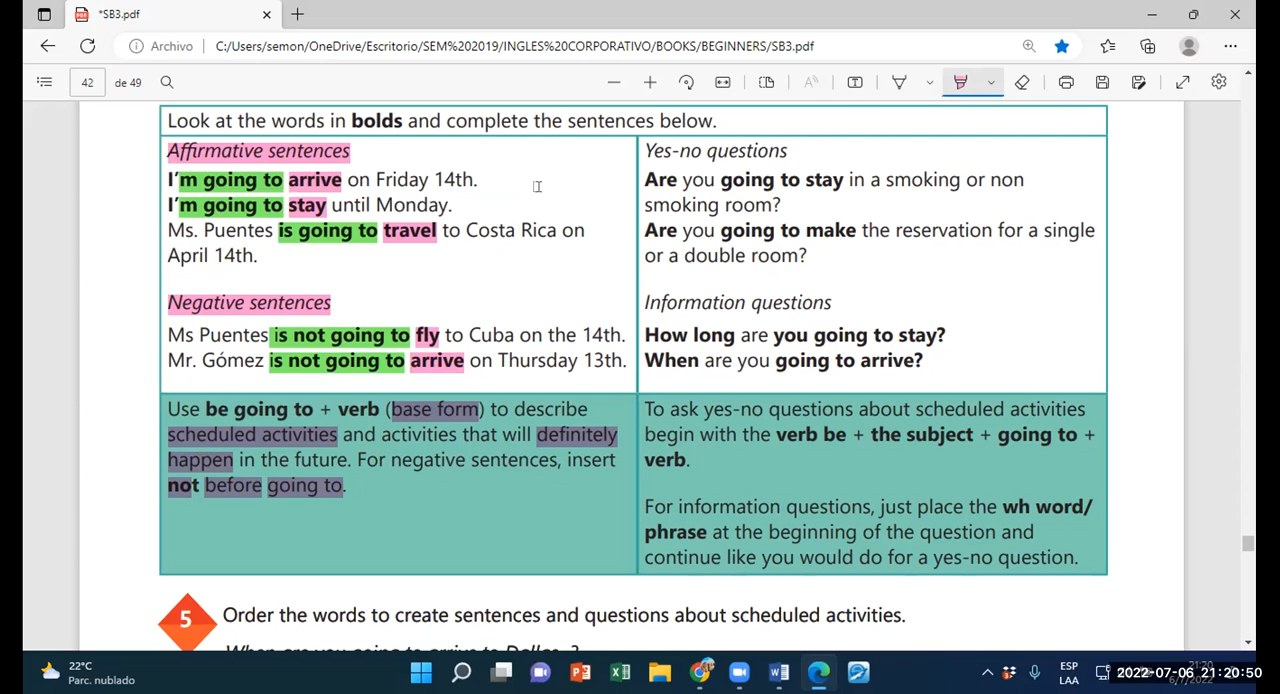 *SB3.pdf
Archivo
C:/Users/semon/OneDrive/Escritorio/SEM%202019/INGLES%20CORPORATIVO/BOOKS/BEGINNERS/SB3.pdf
42 de 49
Look at the words in bolds and complete the sentences below.
Affirmative sentences
I'm going to arrive on Friday 14th.
I'm going to stay until Monday.
Ms. Puentes is going to travel to Costa Rica on
April 14th.
Negative sentences
Ms Puentes is not going to fly to Cuba on the 14th.
Mr. Gómez is not going to arrive on Thursday 13th.
Yes-no questions
Are you going to stay in a smoking or non
smoking room?
Are you going to make the reservation for a single
or a double room?
Information questions
How long are you going to stay?
When are you going to arrive?
Use be going to + verb (base form) to describe
scheduled activities and activities that will definitely
happen in the future. For negative sentences, insert
not before going to.
To ask yes-no questions about scheduled activities
begin with the verb be + the subject + going to +
verb.
For information questions, just place the wh word/
phrase at the beginning of the question and
continue like you would do for a yes-no question.
5 Order the words to create sentences and questions about scheduled activities.
When are you going to arrive to Dallas ?
22°C
Parc. nublado
ESP
LAA
2022-07-06 21:20:50